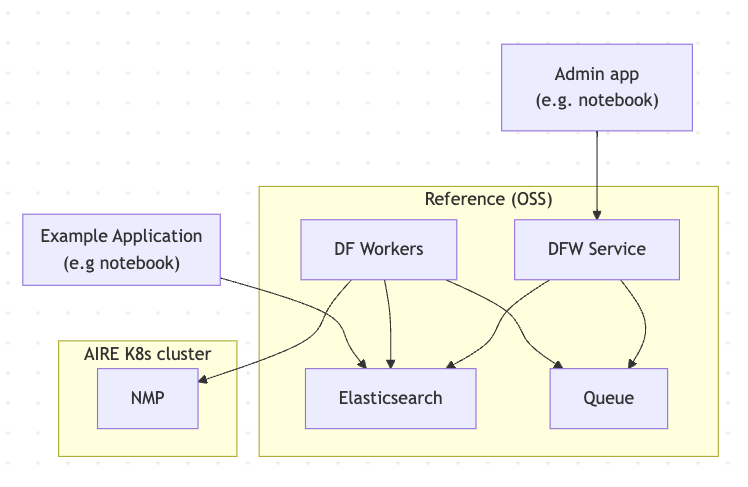 Admin app
(e.g. notebook)
Reference (OSS)
Example Application
(e.g notebook)
DF Workers
DFW Service
AIRE K8s cluster
NMP
Elasticsearch
Queue